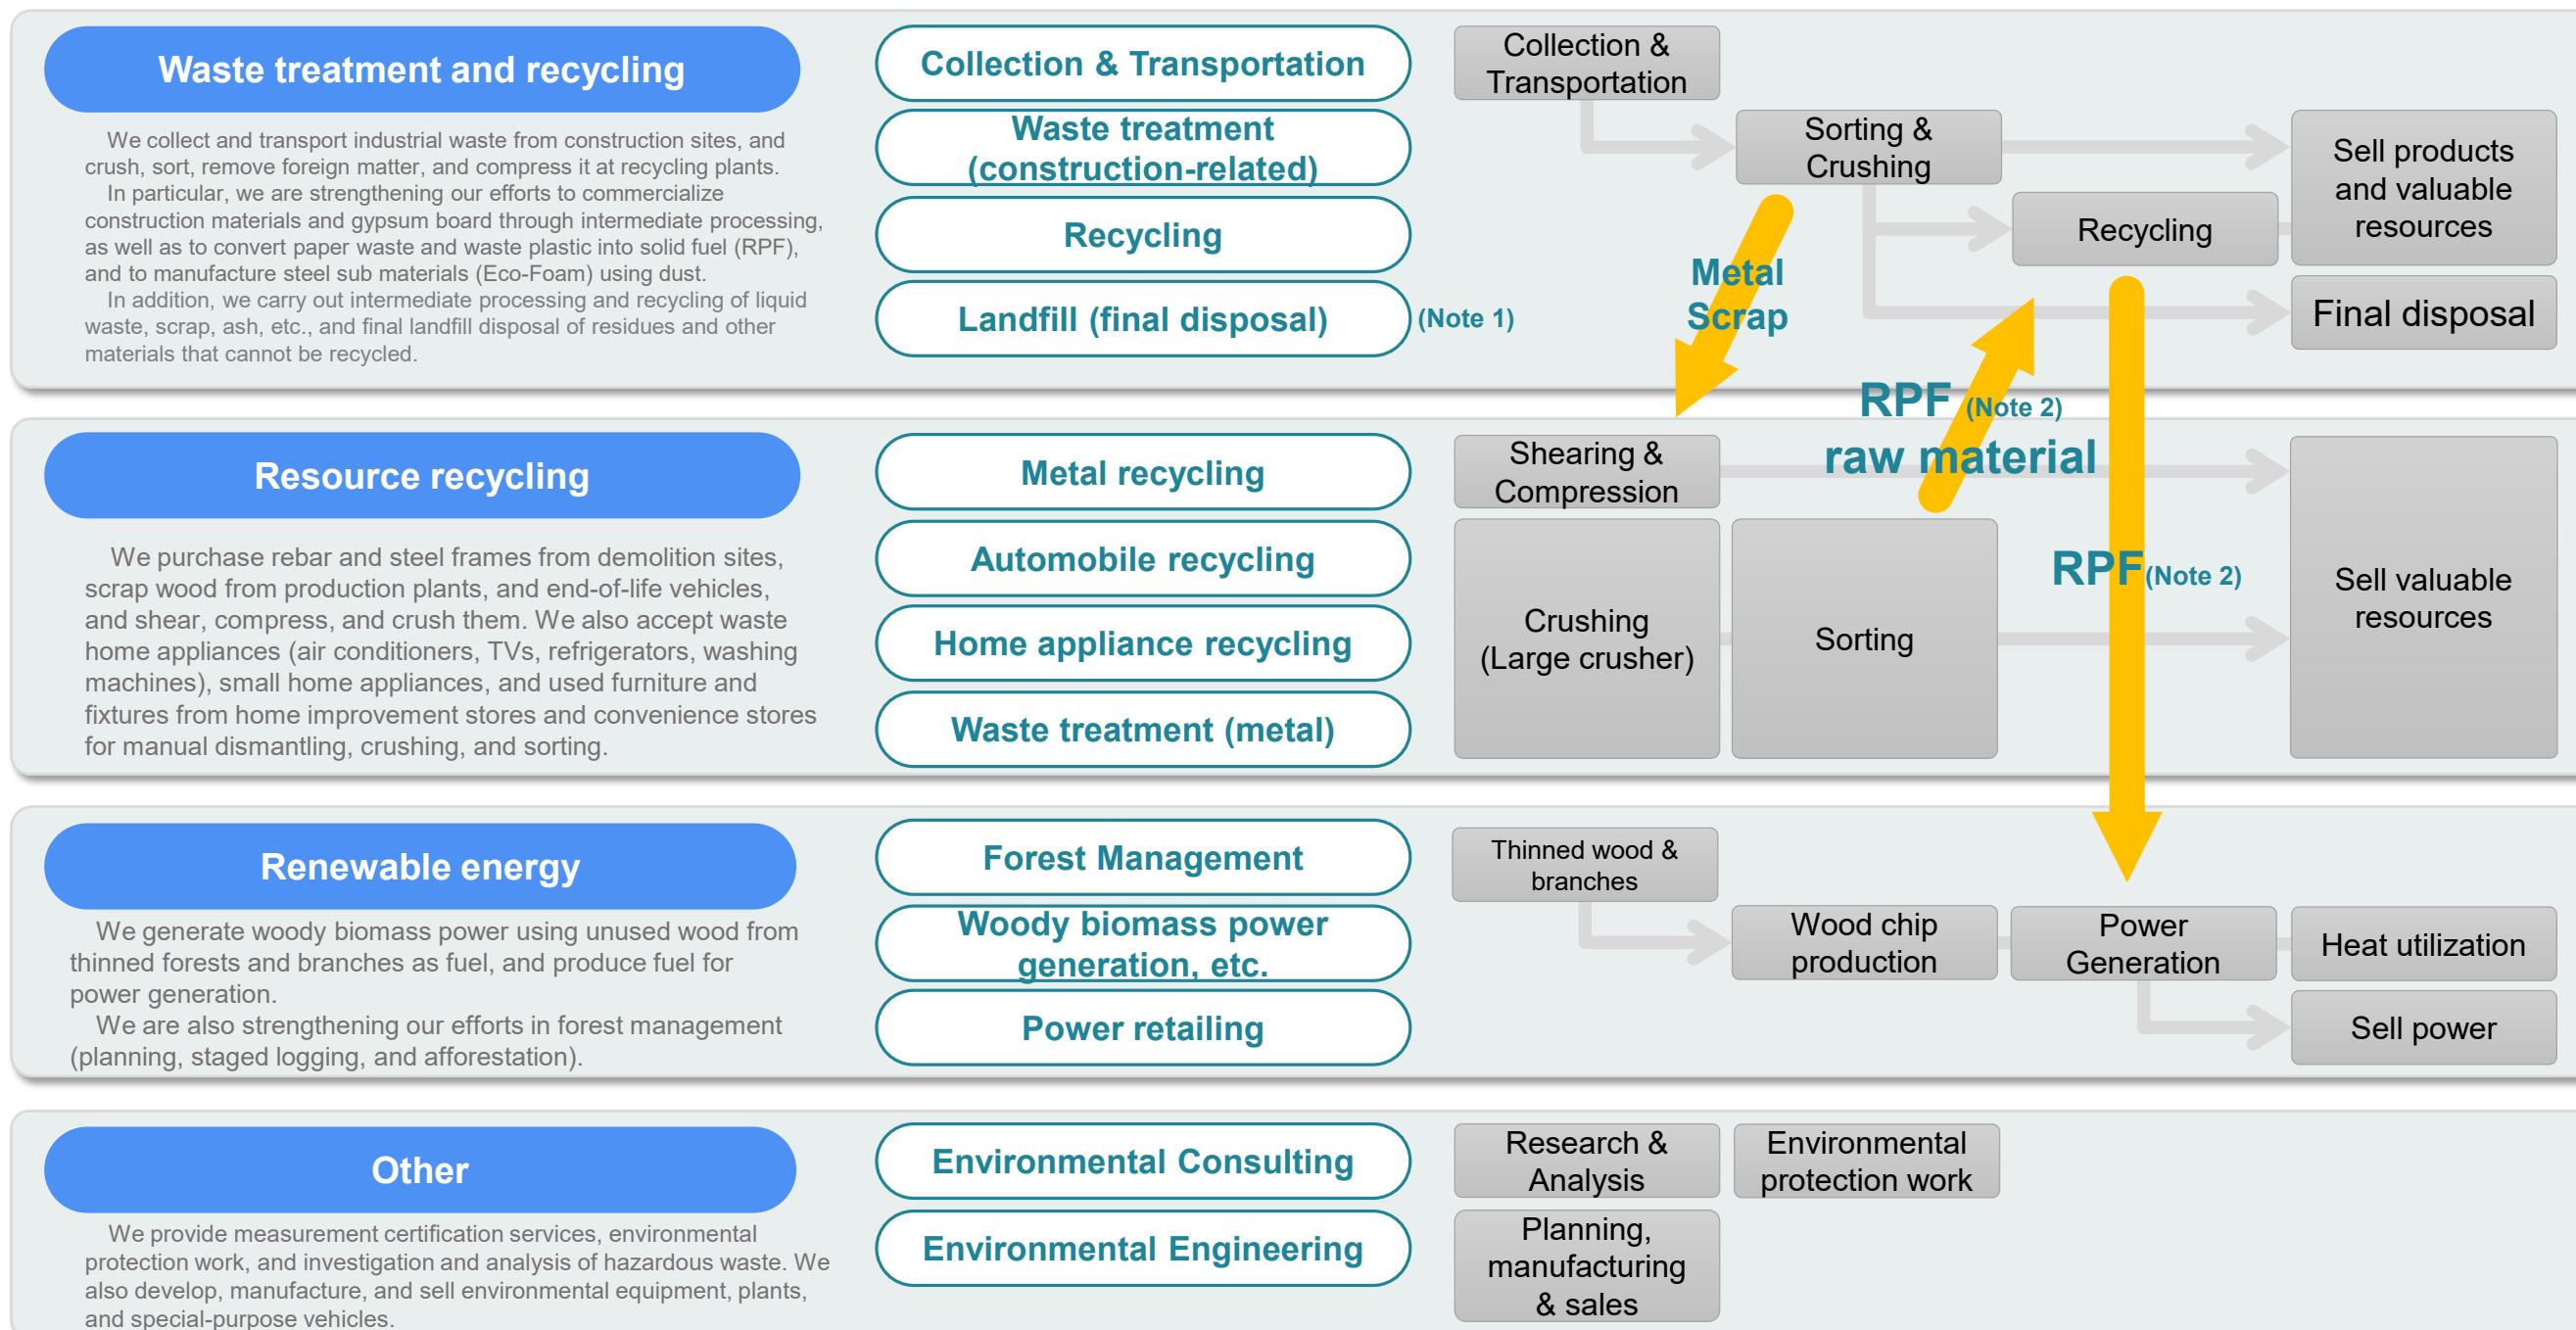 Waste treatment and recycling
We collect and transport industrial waste from construction sites, and
crush, sort, remove foreign matter, and compress it at recycling plants.
In particular, we are strengthening our efforts to commercialize
construction materials and gypsum board through intermediate processing,
as well as to convert paper waste and waste plastic into solid fuel (RPF),
and to manufacture steel sub materials (Eco-Foam) using dust.
In addition, we carry out intermediate processing and recycling of liquid
waste, scrap, ash, etc., and final landfill disposal of residues and other
materials that cannot be recycled.
Collection & Transportation
Waste treatment
(construction-related)
Recycling
Landfill (final disposal)
(Note 1)
Collection &
Transportation
Sorting &
Crushing
Recycling
Sell products
and valuable
resources
Final disposal
Metal
Scrap
RPF (Note 2)
raw material
Resource recycling
We purchase rebar and steel frames from demolition sites,
scrap wood from production plants, and end-of-life vehicles,
and shear, compress, and crush them. We also accept waste
home appliances (air conditioners, TVs, refrigerators, washing
machines), small home appliances, and used furniture and
fixtures from home improvement stores and convenience stores
for manual dismantling, crushing, and sorting.
Metal recycling
Automobile recycling
Home appliance recycling
Waste treatment (metal)
Shearing &
Compression
Crushing
(Large crusher)
Sorting
RPF(Note 2)
Sell valuable
resources
Renewable energy
We generate woody biomass power using unused wood from
thinned forests and branches as fuel, and produce fuel for
power generation.
We are also strengthening our efforts in forest management
(planning, staged logging, and afforestation).
Forest Management
Woody biomass power
generation, etc.
Power retailing
Thinned wood &
branches
Wood chip
production
Power
Generation
Heat utilization
Sell power
Other
We provide measurement certification services, environmental
protection work, and investigation and analysis of hazardous waste. We
also develop, manufacture, and sell environmental equipment, plants,
and special-purpose vehicles.
Environmental Consulting
Environmental Engineering
Research &
Analysis
Environmental
protection work
Planning,
manufacturing
& sales